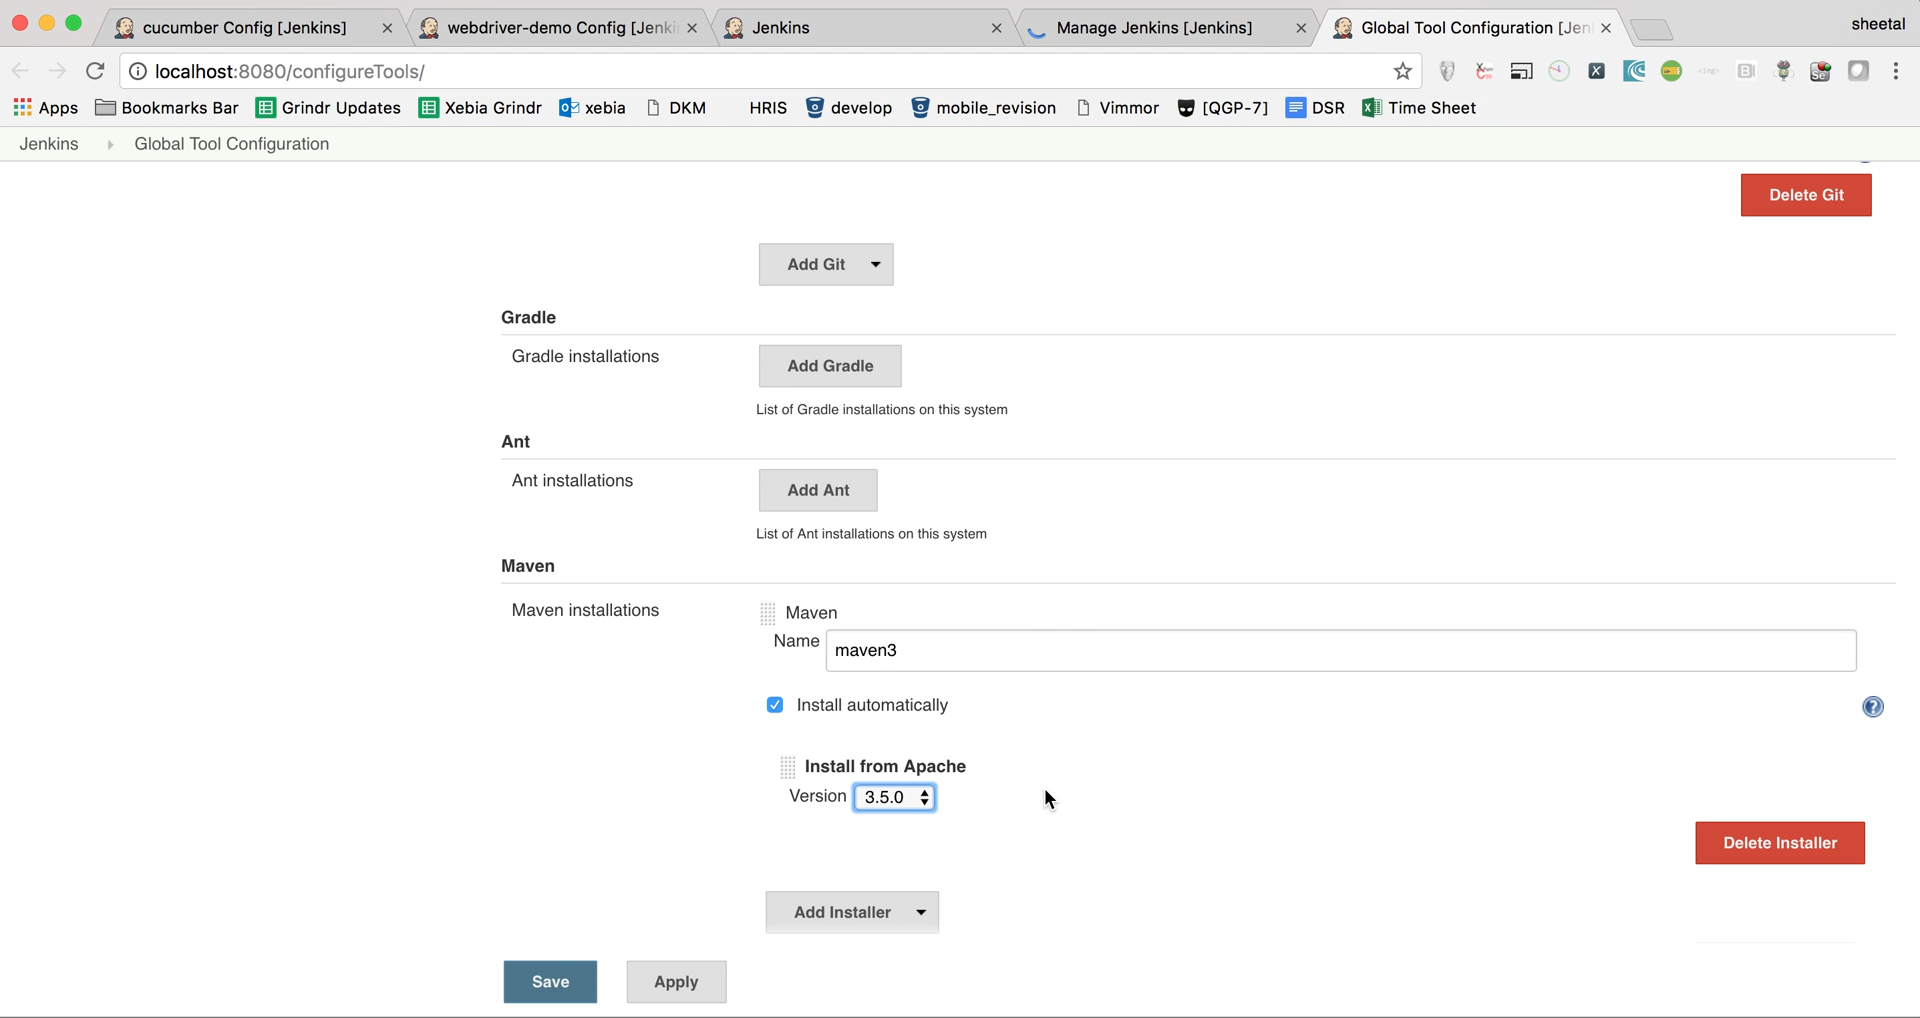 cucumber Config [Jenkins]
webdriver-demo Config [Jenki
Jenkins
Manage Jenkins [Jenkins]
Global Tool Configuration [Jen
sheetal
localhost:8080/configureTools/
Apps
Bookmarks Bar
Grindr Updates
Xebia Grindr
xebia
DKM
HRIS
develop
mobile_revision
Vimmor
[QGP-7]
DSR
Time Sheet
Jenkins
Global Tool Configuration
Delete Git
Add Git
Gradle
Gradle installations
Add Gradle
List of Gradle installations on this system
Ant
Ant installations
Add Ant
List of Ant installations on this system
Maven
Maven installations
Maven
Name
maven3
Install automatically
Install from Apache
Version
3.5.0
Delete Installer
Add Installer
Save
Apply